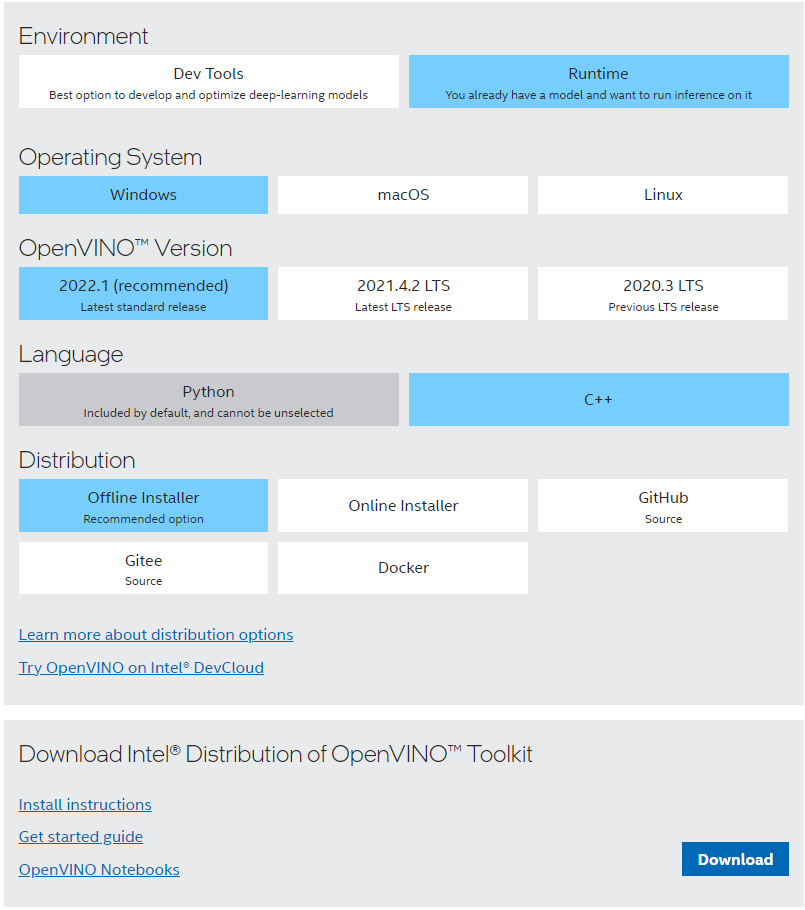 Environment
Dev Tools
Best option to develop and optimize deep-learning models
Runtime
You already have a model and want to run inference on it
Operating System
Windows
macOS
Linux
OpenVINO™ Version
2022.1 (recommended)
Latest standard release
2021.4.2 LTS
Latest LTS release
2020.3 LTS
Previous LTS release
Language
Python
Included by default, and cannot be unselected
C++
Distribution
Offline Installer
Recommended option
Online Installer
GitHub
Source
Gitee
Source
Docker
Learn more about distribution options
Try OpenVINO on Intel® DevCloud
Download Intel® Distribution of OpenVINO™ Toolkit
Install instructions
Get started guide
OpenVINO Notebooks
Download